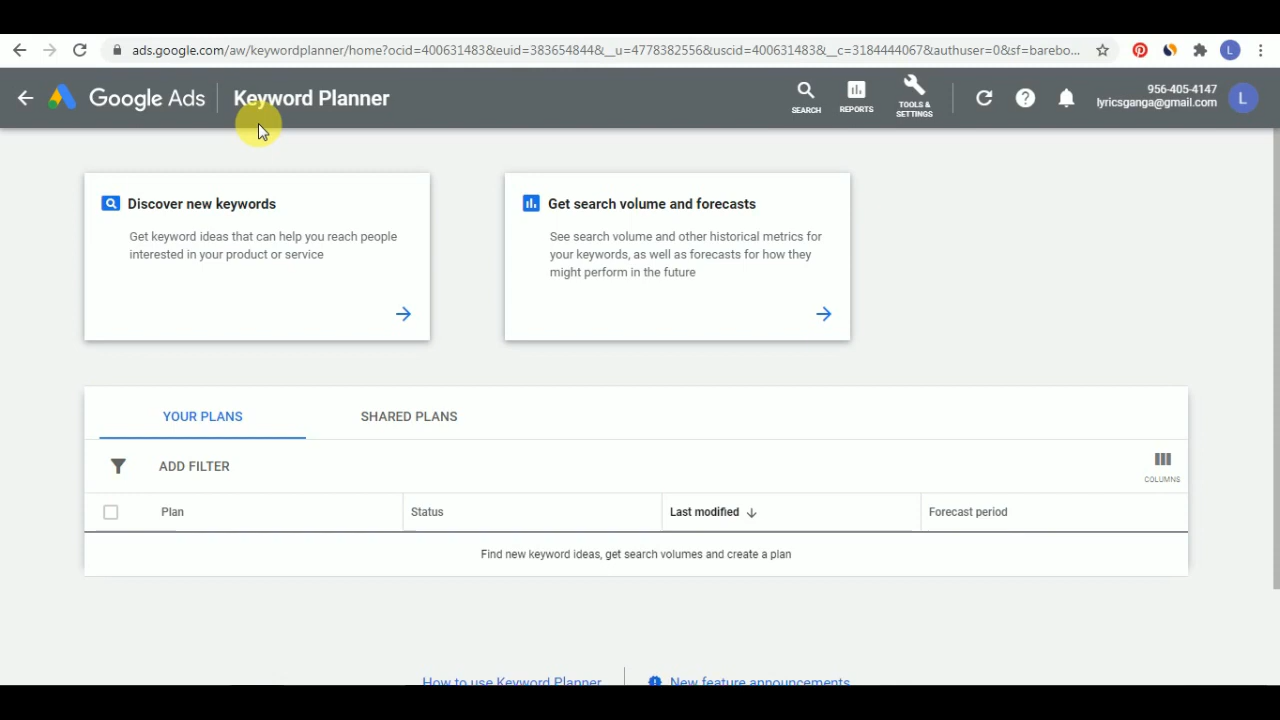 ads.google.com/aw/keywordplanner/home?ocid=400631483&euid=383654844&__u=4778382556&uscid=400631483&__c=3184444067&authuser=0&sf=barebo...
L
Google Ads
Keyword Planner
SEARCH
REPORTS
TOOLS &
SETTINGS
956-405-4147
lyricsganga@gmail.com
L
Discover new keywords
Get keyword ideas that can help you reach people
interested in your product or service
Get search volume and forecasts
See search volume and other historical metrics for
your keywords, as well as forecasts for how they
might perform in the future
YOUR PLANS
SHARED PLANS
ADD FILTER
COLUMNS
Plan
Status
Last modified
Forecast period
Find new keyword ideas, get search volumes and create a plan
How to use Keyword Planner
New feature announcements